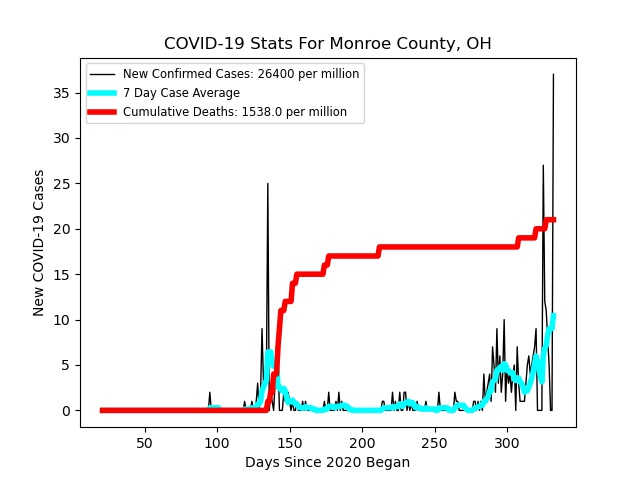 COVID-19 Stats For Monroe County, OH
New Confirmed Cases: 26400 per million
7 Day Case Average
Cumulative Deaths: 1538.0 per million
New COVID-19 Cases
35
30
25
20
15
10
5
0
50 100 150 200 250 300
Days Since 2020 Began